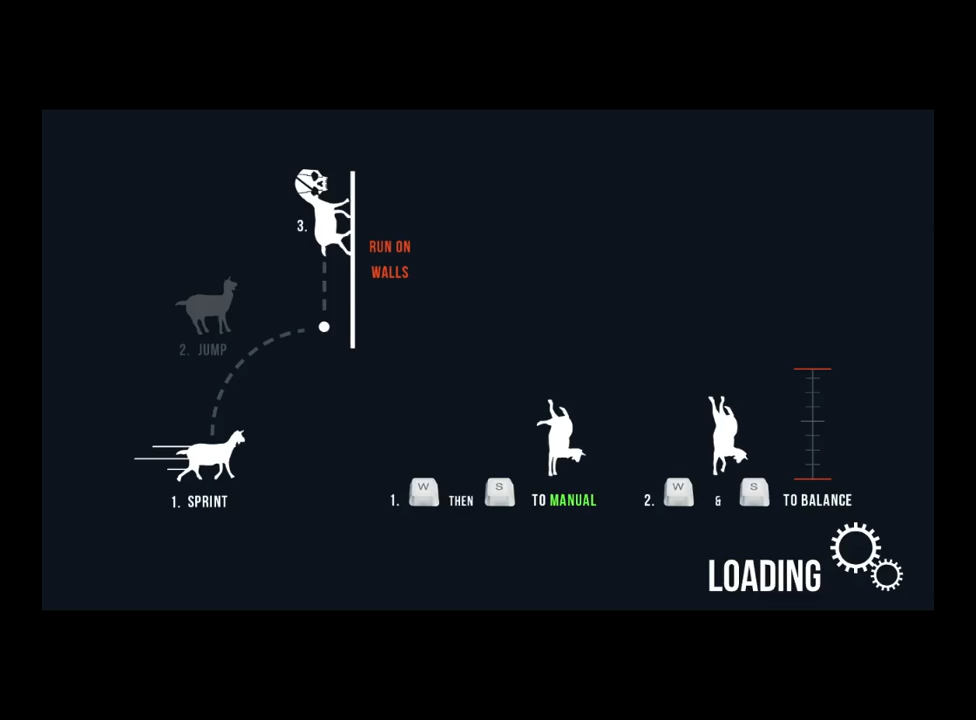 3.
RUN ON
WALLS
2. JUMP
1. SPRINT
1. W THEN S TO MANUAL
2. W & S TO BALANCE
LOADING